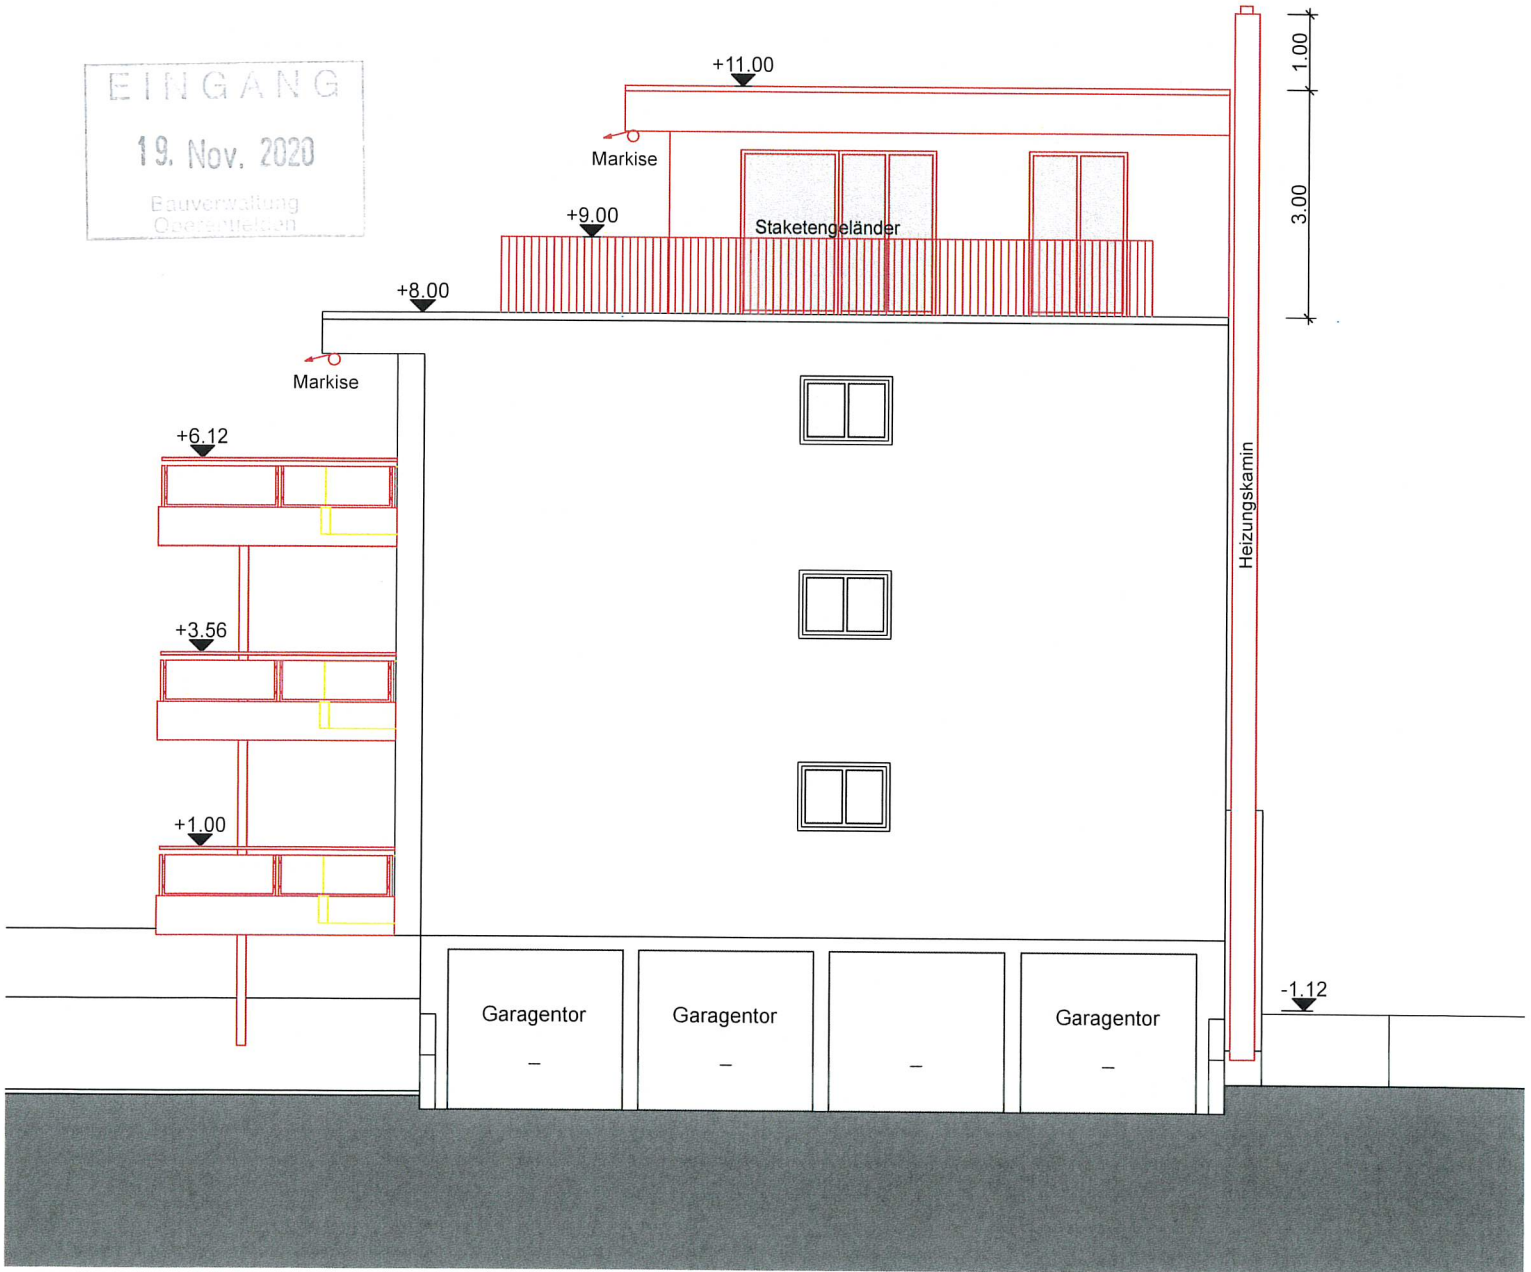 EINGANG
19. Nov. 2020
Bauverwaltung
+11.00
1.00
Markise
3.00
+9.00
Staketengeländer
+8.00
Markise
+6.12
Heizungskamin
+3.56
+1.00
-1.12
Garagentor
Garagentor
Garagentor